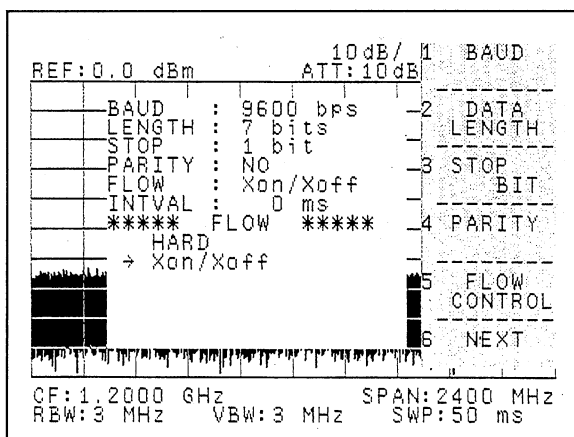 10dB/
REF:0.0 dBm ATT:10dB
BAUD : 9600 bps
LENGTH : 7 bits
STOP : 1 bit
PARITY : NO
FLOW : Xon/Xoff
INTVAL : 0 ms
***** FLOW *****
HARD
→ Xon/Xoff
CF:1.2000 GHz SPAN:2400 MHz
RBW:3 MHz VBW:3 MHz SWP:50 ms
1 BAUD
2 DATA
LENGTH
3 STOP
BIT
4 PARITY
5 FLOW
CONTROL
6 NEXT